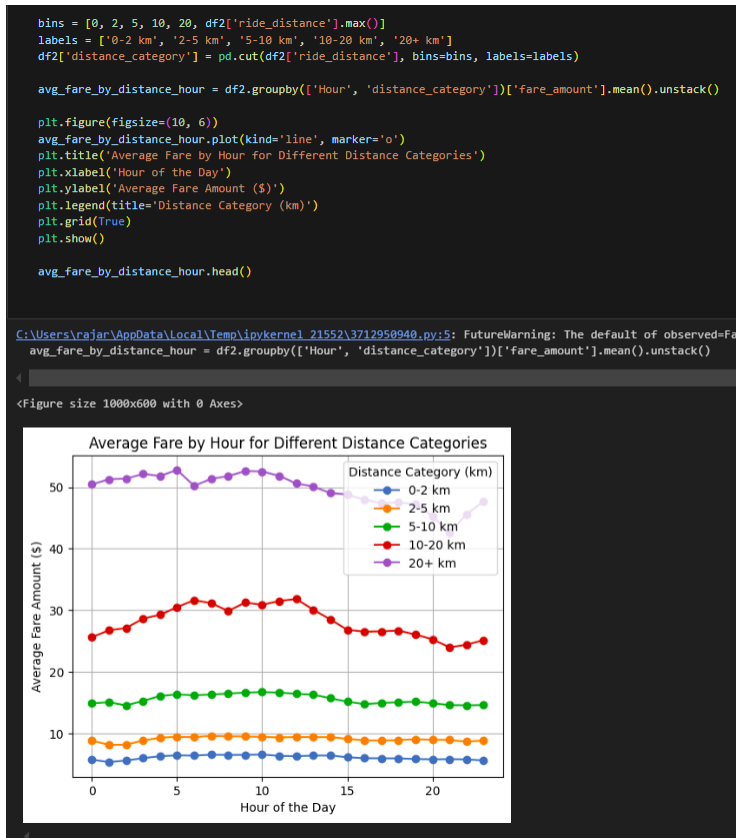 bins = [0, 2, 5, 10, 20, df2['ride_distance'].max()]
labels = ['0-2 km', '2-5 km', '5-10 km', '10-20 km', '20+ km']
df2['distance_category'] = pd.cut(df2['ride_distance'], bins=bins, labels=labels)
avg_fare_by_distance_hour = df2.groupby(['Hour', 'distance_category'])['fare_amount'].mean().unstack()
plt.figure(figsize=(10, 6))
avg_fare_by_distance_hour.plot(kind='line', marker='o')
plt.title('Average Fare by Hour for Different Distance Categories')
plt.xlabel('Hour of the Day')
plt.ylabel('Average Fare Amount ($)')
plt.legend(title='Distance Category (km)')
plt.grid(True)
plt.show()
avg_fare_by_distance_hour.head()
C:\Users\rajar\AppData\Local\Temp\ipykernel_21552\3712950940.py:5: FutureWarning: The default of observed=Fa
avg_fare_by_distance_hour = df2.groupby(['Hour', 'distance_category'])['fare_amount'].mean().unstack()
<Figure size 1000x600 with 0 Axes>
Average Fare by Hour for Different Distance Categories
Distance Category (km)
0-2 km
2-5 km
5-10 km
10-20 km
20+ km
Average Fare Amount ($)
50
40
30
20
10
0 5 10 15 20
Hour of the Day